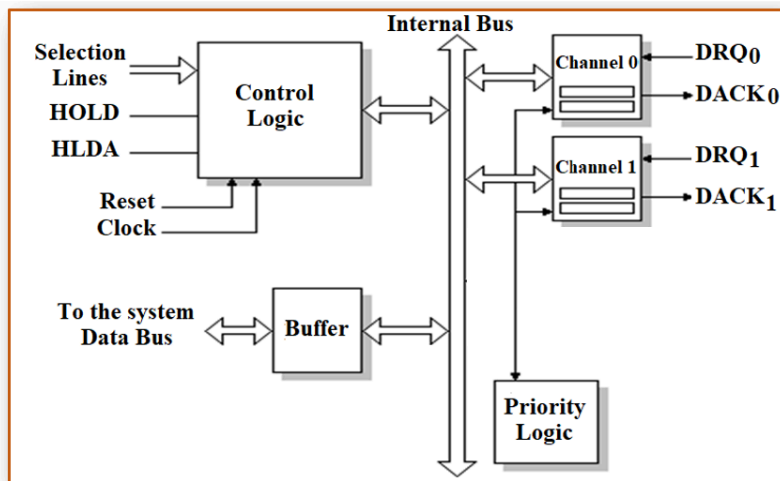 Internal Bus
Selection
Lines
HOLD
HLDA
Control
Logic
Reset
Clock
Channel 0
DRQ0
DACK0
Channel 1
DRQ1
DACK1
To the system
Data Bus
Buffer
Priority
Logic